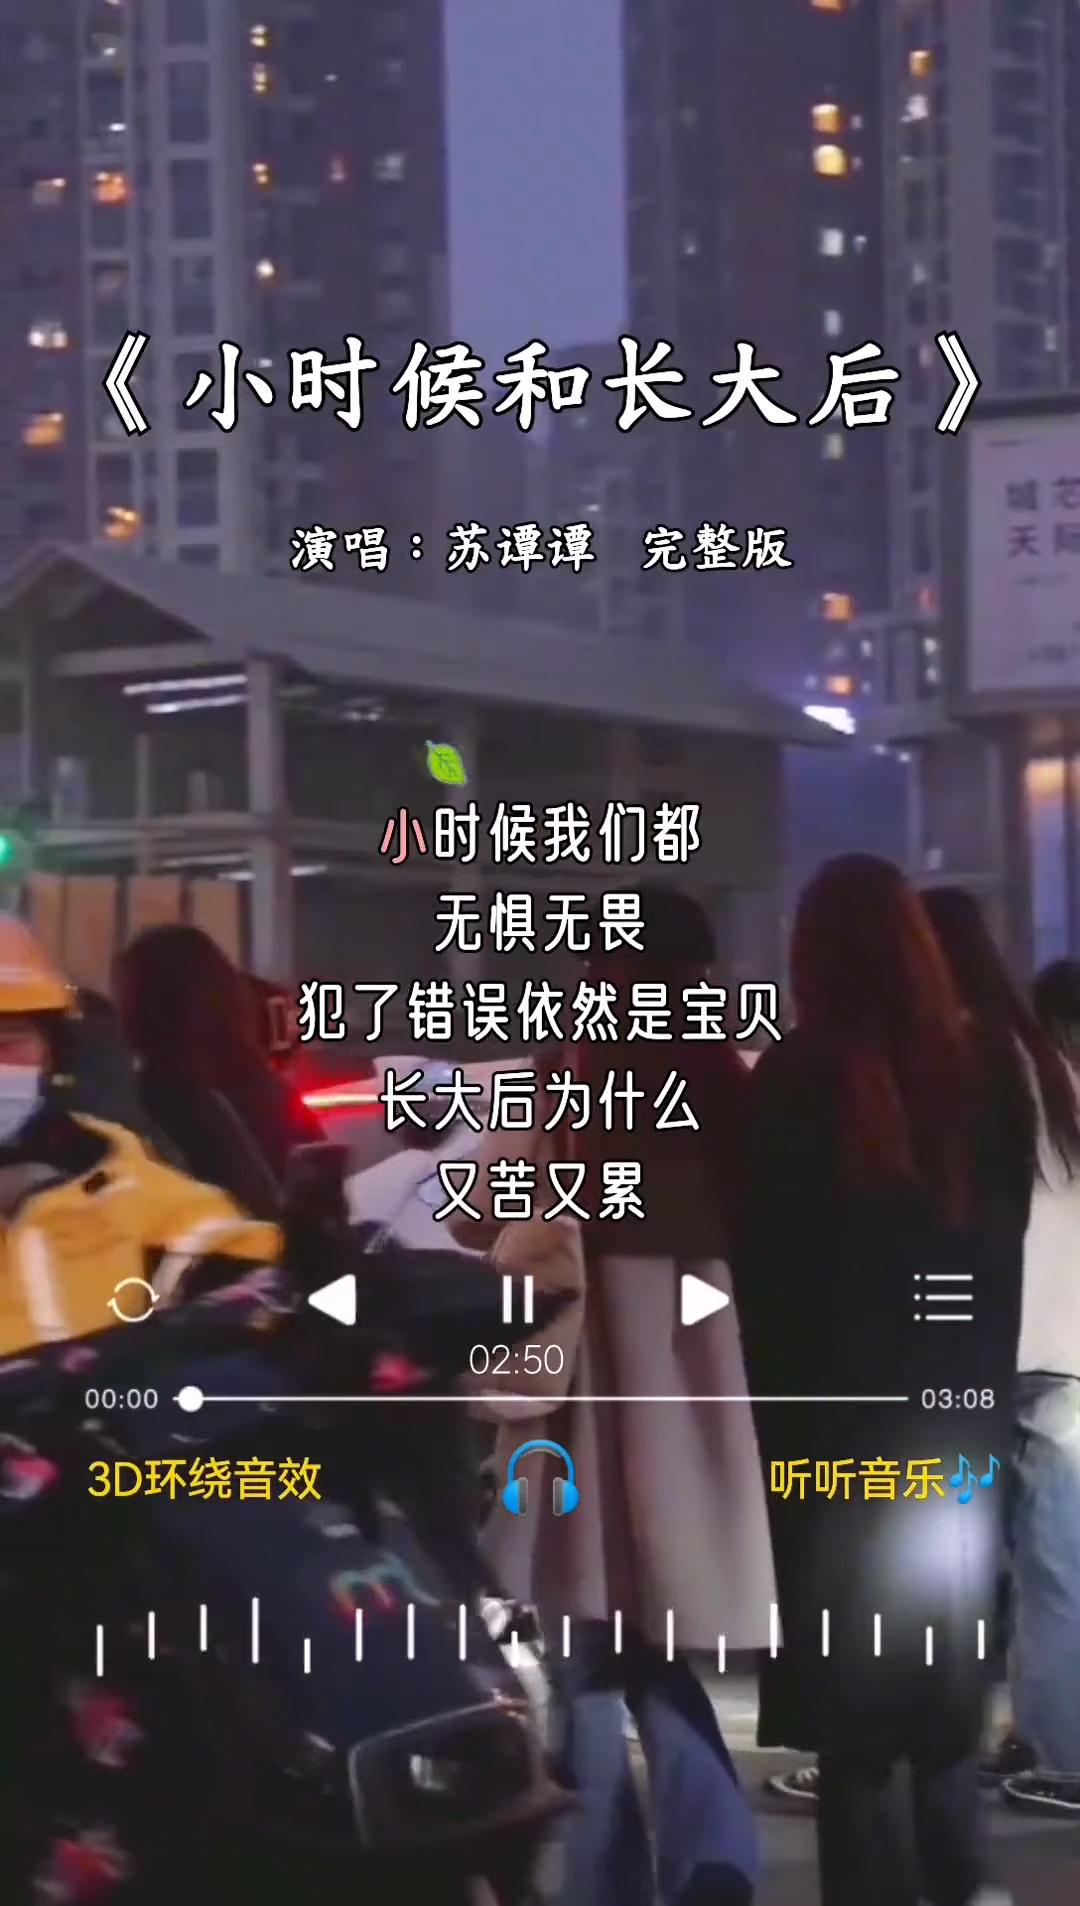 《小时候和长大后》
演唱：苏谭谭 完整版
小时候我们都
无惧无畏
犯了错误依然是宝贝
长大后为什么
又苦又累
02:50
00:00 03:08
3D环绕音效 听听音乐